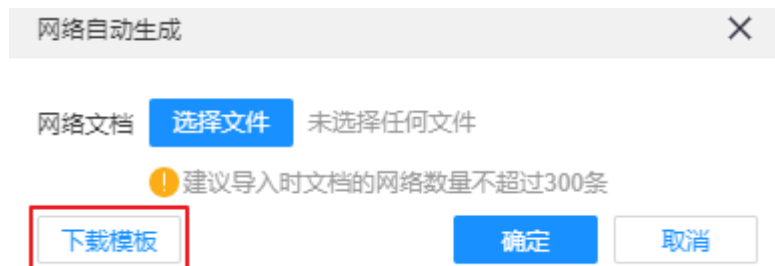 网络自动生成
网络文档 选择文件 未选择任何文件
建议导入时文档的网络数量不超过300条
下载模板 确定 取消